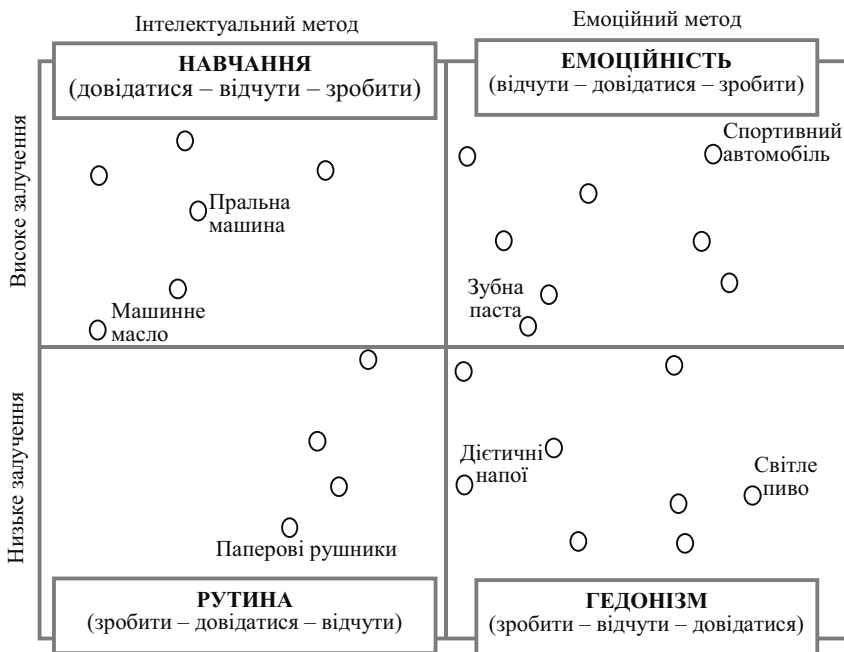 Інтелектуальний метод
Емоційний метод
НАВЧАННЯ
(довідатися – відчути – зробити)
ЕМОЦІЙНІСТЬ
(відчути – довідатися – зробити)
Високе залучення
Спортивний
автомобіль
Пральна
машина
Машинне
масло
Зубна
паста
Низьке залучення
Дієтичні
напої
Світле
пиво
Паперові рушники
РУТИНА
(зробити – довідатися – відчути)
ГЕДОНІЗМ
(зробити – відчути – довідатися)